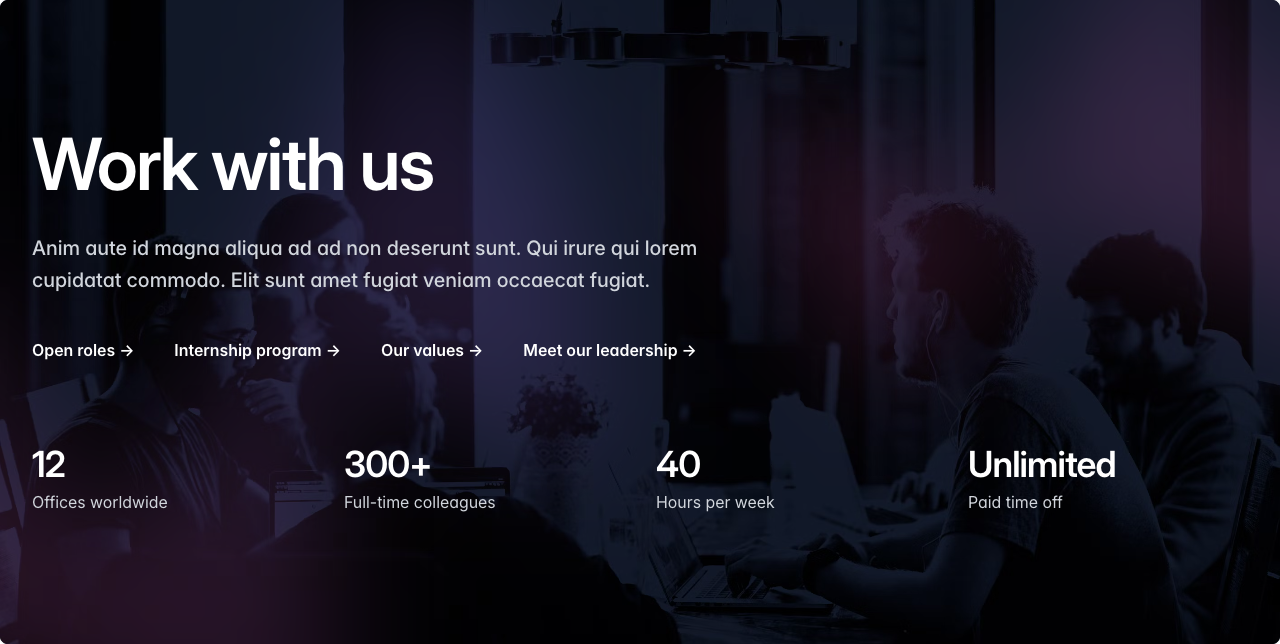 Work with us
Anim aute id magna aliqua ad ad non deserunt sunt. Qui irure qui lorem
cupidatat commodo. Elit sunt amet fugiat veniam occaecat fugiat.
Open roles → Internship program → Our values → Meet our leadership →
12 300+ 40 Unlimited
Offices worldwide Full-time colleagues Hours per week Paid time off